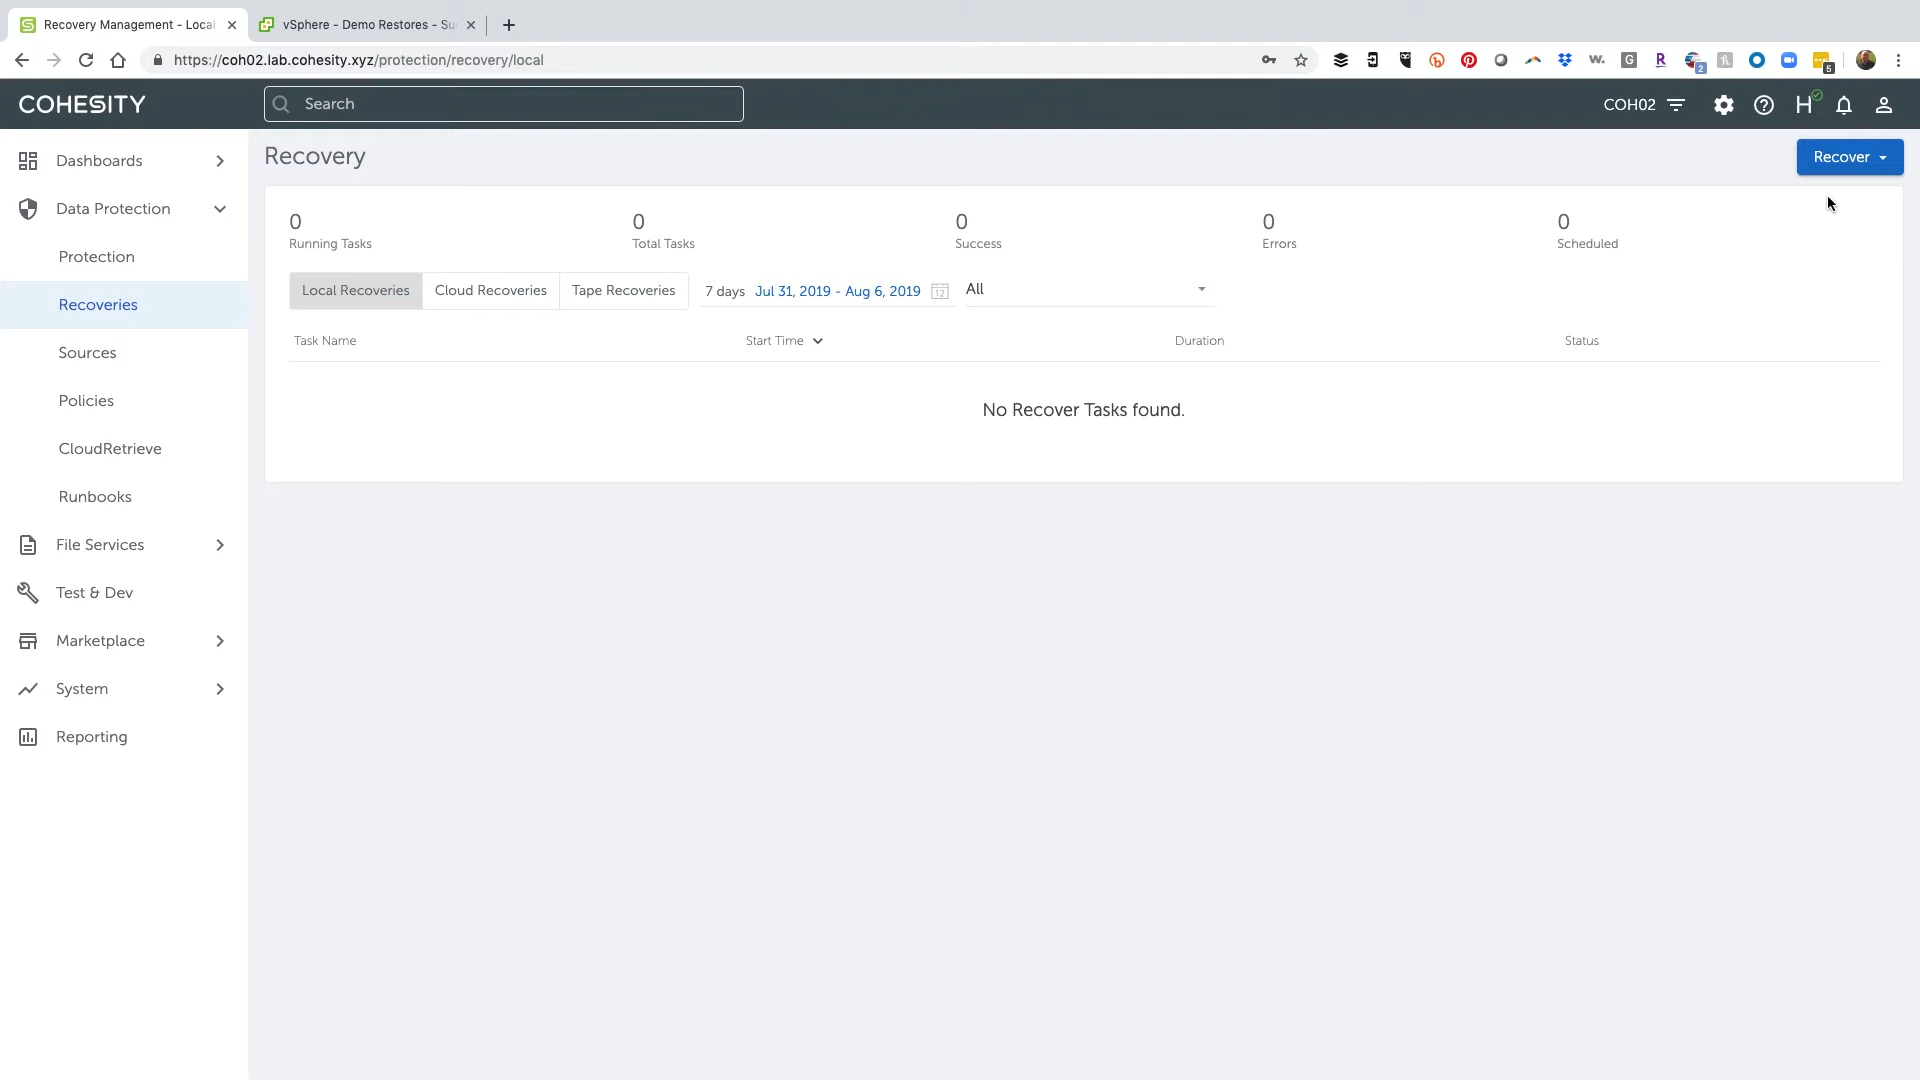 Recovery Management - Local
vSphere - Demo Restores - Su
https://coh02.lab.cohesity.xyz/protection/recovery/local
w.
G
R
2
5
COHESITY
Search
COH02
H
Dashboards
Data Protection
Protection
Recoveries
Sources
Policies
CloudRetrieve
Runbooks
File Services
Test & Dev
Marketplace
System
Reporting
Recovery
Recover
0
Running Tasks
0
Total Tasks
0
Success
0
Errors
0
Scheduled
Local Recoveries
Cloud Recoveries
Tape Recoveries
7 days Jul 31, 2019 - Aug 6, 2019
12
All
Task Name
Start Time
Duration
Status
No Recover Tasks found.